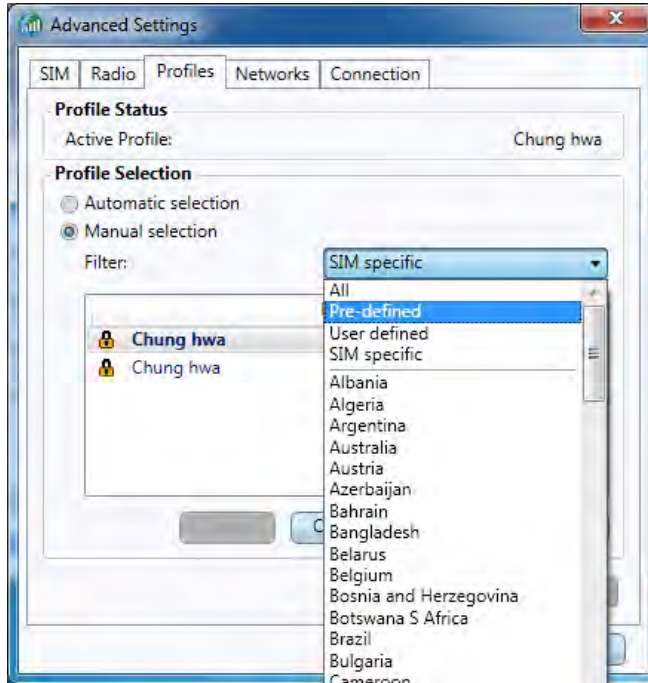 Advanced Settings
SIM Radio Profiles Networks Connection
Profile Status
Active Profile: Chung hwa
Profile Selection
Automatic selection
Manual selection
Filter: SIM specific
All
Pre-defined
User defined
SIM specific
Chung hwa
Chung hwa
Albania
Algeria
Argentina
Australia
Austria
Azerbaijan
Bahrain
Bangladesh
Belarus
Belgium
Bosnia and Herzegovina
Botswana S Africa
Brazil
Bulgaria
Cameroon